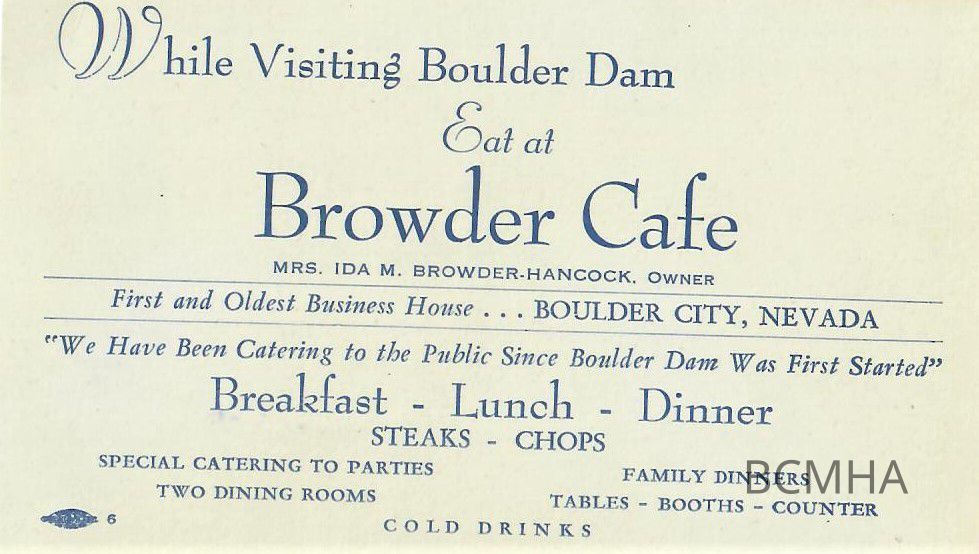 While Visiting Boulder Dam
Eat at
Browder Cafe
MRS. IDA M. BROWDER-HANCOCK, OWNER
First and Oldest Business House . . . BOULDER CITY, NEVADA
"We Have Been Catering to the Public Since Boulder Dam Was First Started"
Breakfast - Lunch - Dinner
STEAKS - CHOPS
SPECIAL CATERING TO PARTIES
FAMILY DINNERS
TWO DINING ROOMS
TABLES - BOOTHS - COUNTER
COLD DRINKS
6
BCMHA